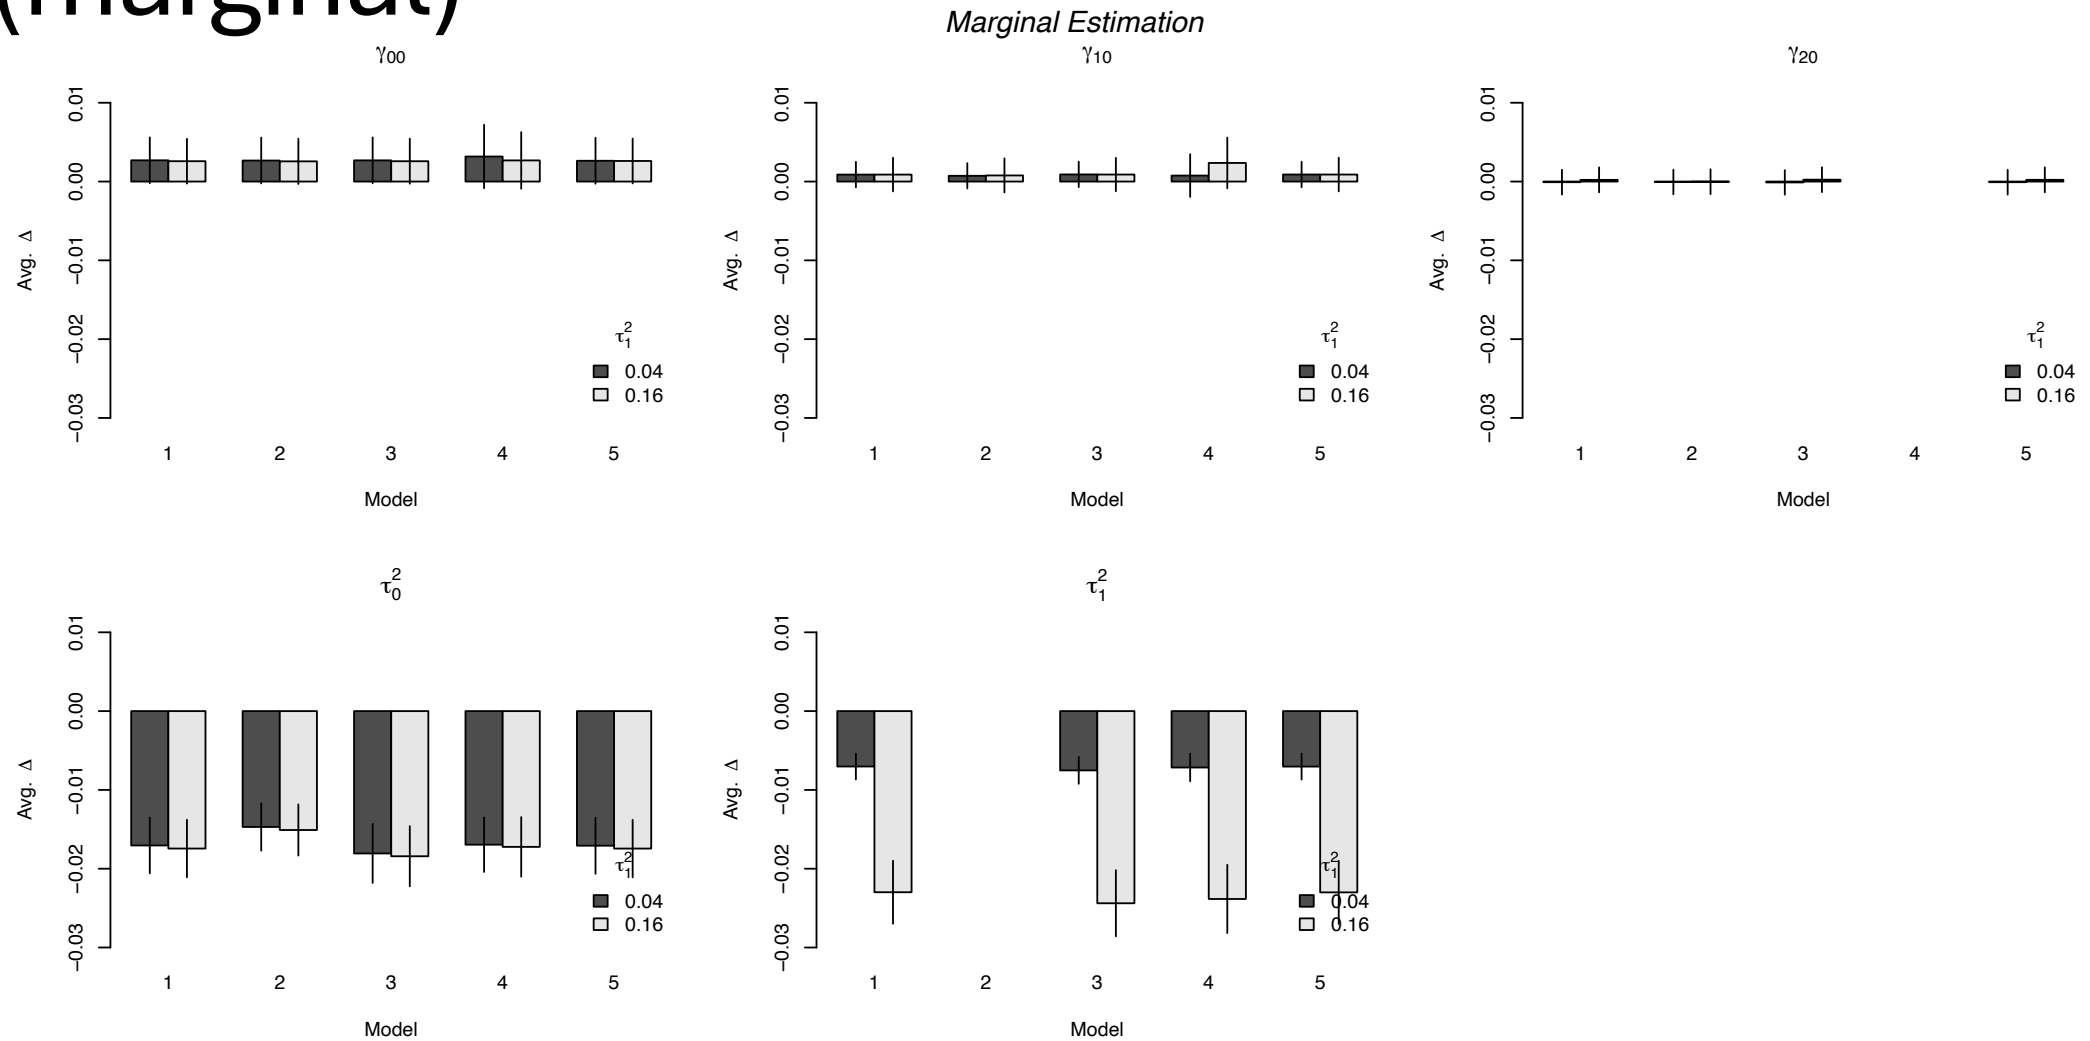 (marginal)
Marginal Estimation
γ00
Avg. Δ
0.01
0.00
−0.01
−0.02
−0.03
τ₁²
0.04
0.16
1 2 3 4 5
Model
γ10
Avg. Δ
0.01
0.00
−0.01
−0.02
−0.03
τ₁²
0.04
0.16
1 2 3 4 5
Model
γ20
Avg. Δ
0.01
0.00
−0.01
−0.02
−0.03
τ₁²
0.04
0.16
1 2 3 4 5
Model
τ₀²
Avg. Δ
0.01
0.00
−0.01
−0.02
−0.03
τ₁²
0.04
0.16
1 2 3 4 5
Model
τ₁²
Avg. Δ
0.01
0.00
−0.01
−0.02
−0.03
τ₁²
0.04
0.16
1 2 3 4 5
Model